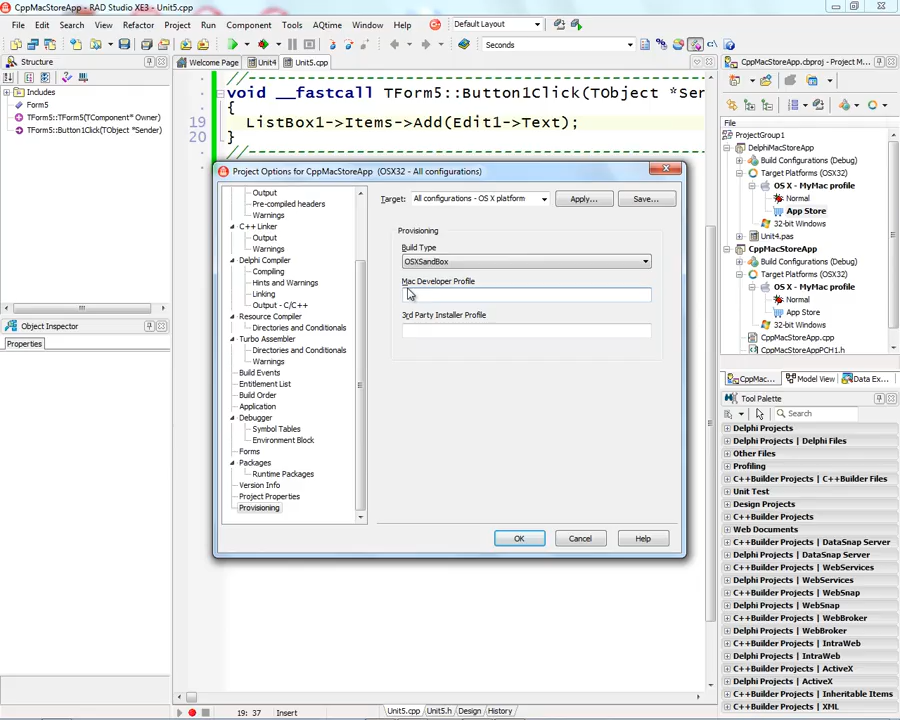 CppMacStoreApp - RAD Studio XE3 - Unit5.cpp
File Edit Search View Refactor Project Run Component Tools AQtime Window Help Default Layout
Seconds
Structure
Welcome Page Unit4 Unit5.cpp
CppMacStoreApp.cbproj - Project M...
Includes
Form5
TForm5::TForm5(TComponent* Owner)
TForm5::Button1Click(TObject *Sender)
//
void __fastcall TForm5::Button1Click(TObject *Sen
{
19 ListBox1->Items->Add(Edit1->Text);
20 }
//
File
ProjectGroup1
DelphiMacStoreApp
Build Configurations (Debug)
Target Platforms (OSX32)
OS X - MyMac profile
Normal
App Store
32-bit Windows
Unit4.pas
CppMacStoreApp
Build Configurations (Debug)
Target Platforms (OSX32)
OS X - MyMac profile
Normal
App Store
32-bit Windows
CppMacStoreApp.cpp
CppMacStoreAppPCH1.h
CppMac... Model View Data Ex...
Object Inspector
Properties
Project Options for CppMacStoreApp (OSX32 - All configurations)
Output
Pre-compiled headers
Warnings
C++ Linker
Output
Warnings
Delphi Compiler
Compiling
Hints and Warnings
Linking
Output - C/C++
Resource Compiler
Directories and Conditionals
Turbo Assembler
Directories and Conditionals
Warnings
Build Events
Entitlement List
Build Order
Application
Debugger
Symbol Tables
Environment Block
Forms
Packages
Runtime Packages
Version Info
Project Properties
Provisioning
Target: All configurations - OS X platform Apply... Save...
Provisioning
Build Type
OSXSandBox
Mac Developer Profile
3rd Party Installer Profile
OK Cancel Help
Tool Palette
Search
Delphi Projects
Delphi Projects | Delphi Files
Other Files
Profiling
C++Builder Projects | C++Builder Files
Unit Test
Design Projects
C++Builder Projects
Web Documents
C++Builder Projects | DataSnap Server
Delphi Projects | DataSnap Server
C++Builder Projects | WebServices
Delphi Projects | WebServices
C++Builder Projects | WebSnap
Delphi Projects | WebSnap
C++Builder Projects | WebBroker
Delphi Projects | WebBroker
C++Builder Projects | IntraWeb
Delphi Projects | IntraWeb
C++Builder Projects | ActiveX
Delphi Projects | ActiveX
C++Builder Projects | Inheritable Items
C++Builder Projects | XML
19: 37 Insert Unit5.cpp Unit5.h Design History